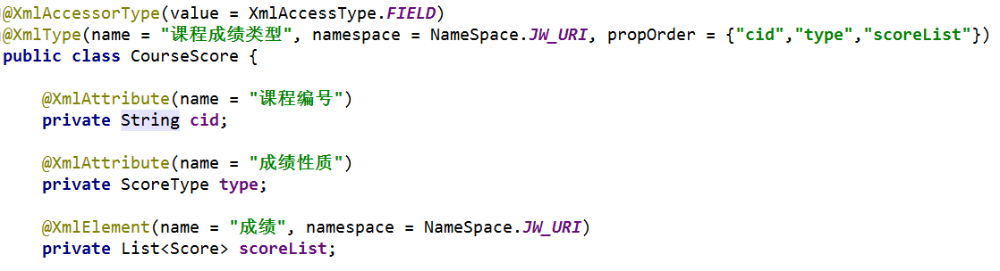 @XmlAccessorType(value = XmlAccessType.FIELD)
@XmlType(name = "课程成绩类型", namespace = NameSpace.JW_URI, propOrder = {"cid","type","scoreList"})
public class CourseScore {
@XmlAttribute(name = "课程编号")
private String cid;
@XmlAttribute(name = "成绩性质")
private ScoreType type;
@XmlElement(name = "成绩", namespace = NameSpace.JW_URI)
private List<Score> scoreList;